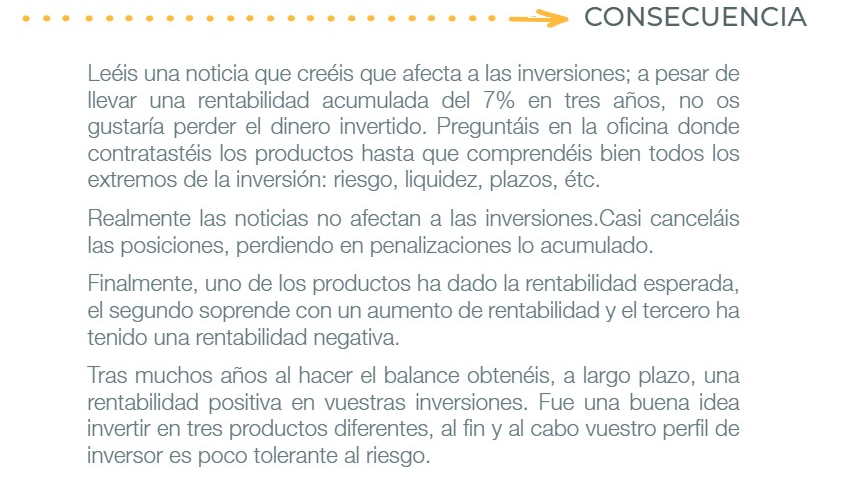 CONSECUENCIA
Leéis una noticia que creéis que afecta a las inversiones; a pesar de
llevar una rentabilidad acumulada del 7% en tres años, no os
gustaría perder el dinero invertido. Preguntáis en la oficina donde
contratastéis los productos hasta que comprendéis bien todos los
extremos de la inversión: riesgo, liquidez, plazos, étc.
Realmente las noticias no afectan a las inversiones.Casi canceláis
las posiciones, perdiendo en penalizaciones lo acumulado.
Finalmente, uno de los productos ha dado la rentabilidad esperada,
el segundo soprende con un aumento de rentabilidad y el tercero ha
tenido una rentabilidad negativa.
Tras muchos años al hacer el balance obtenéis, a largo plazo, una
rentabilidad positiva en vuestras inversiones. Fue una buena idea
invertir en tres productos diferentes, al fin y al cabo vuestro perfil de
inversor es poco tolerante al riesgo.